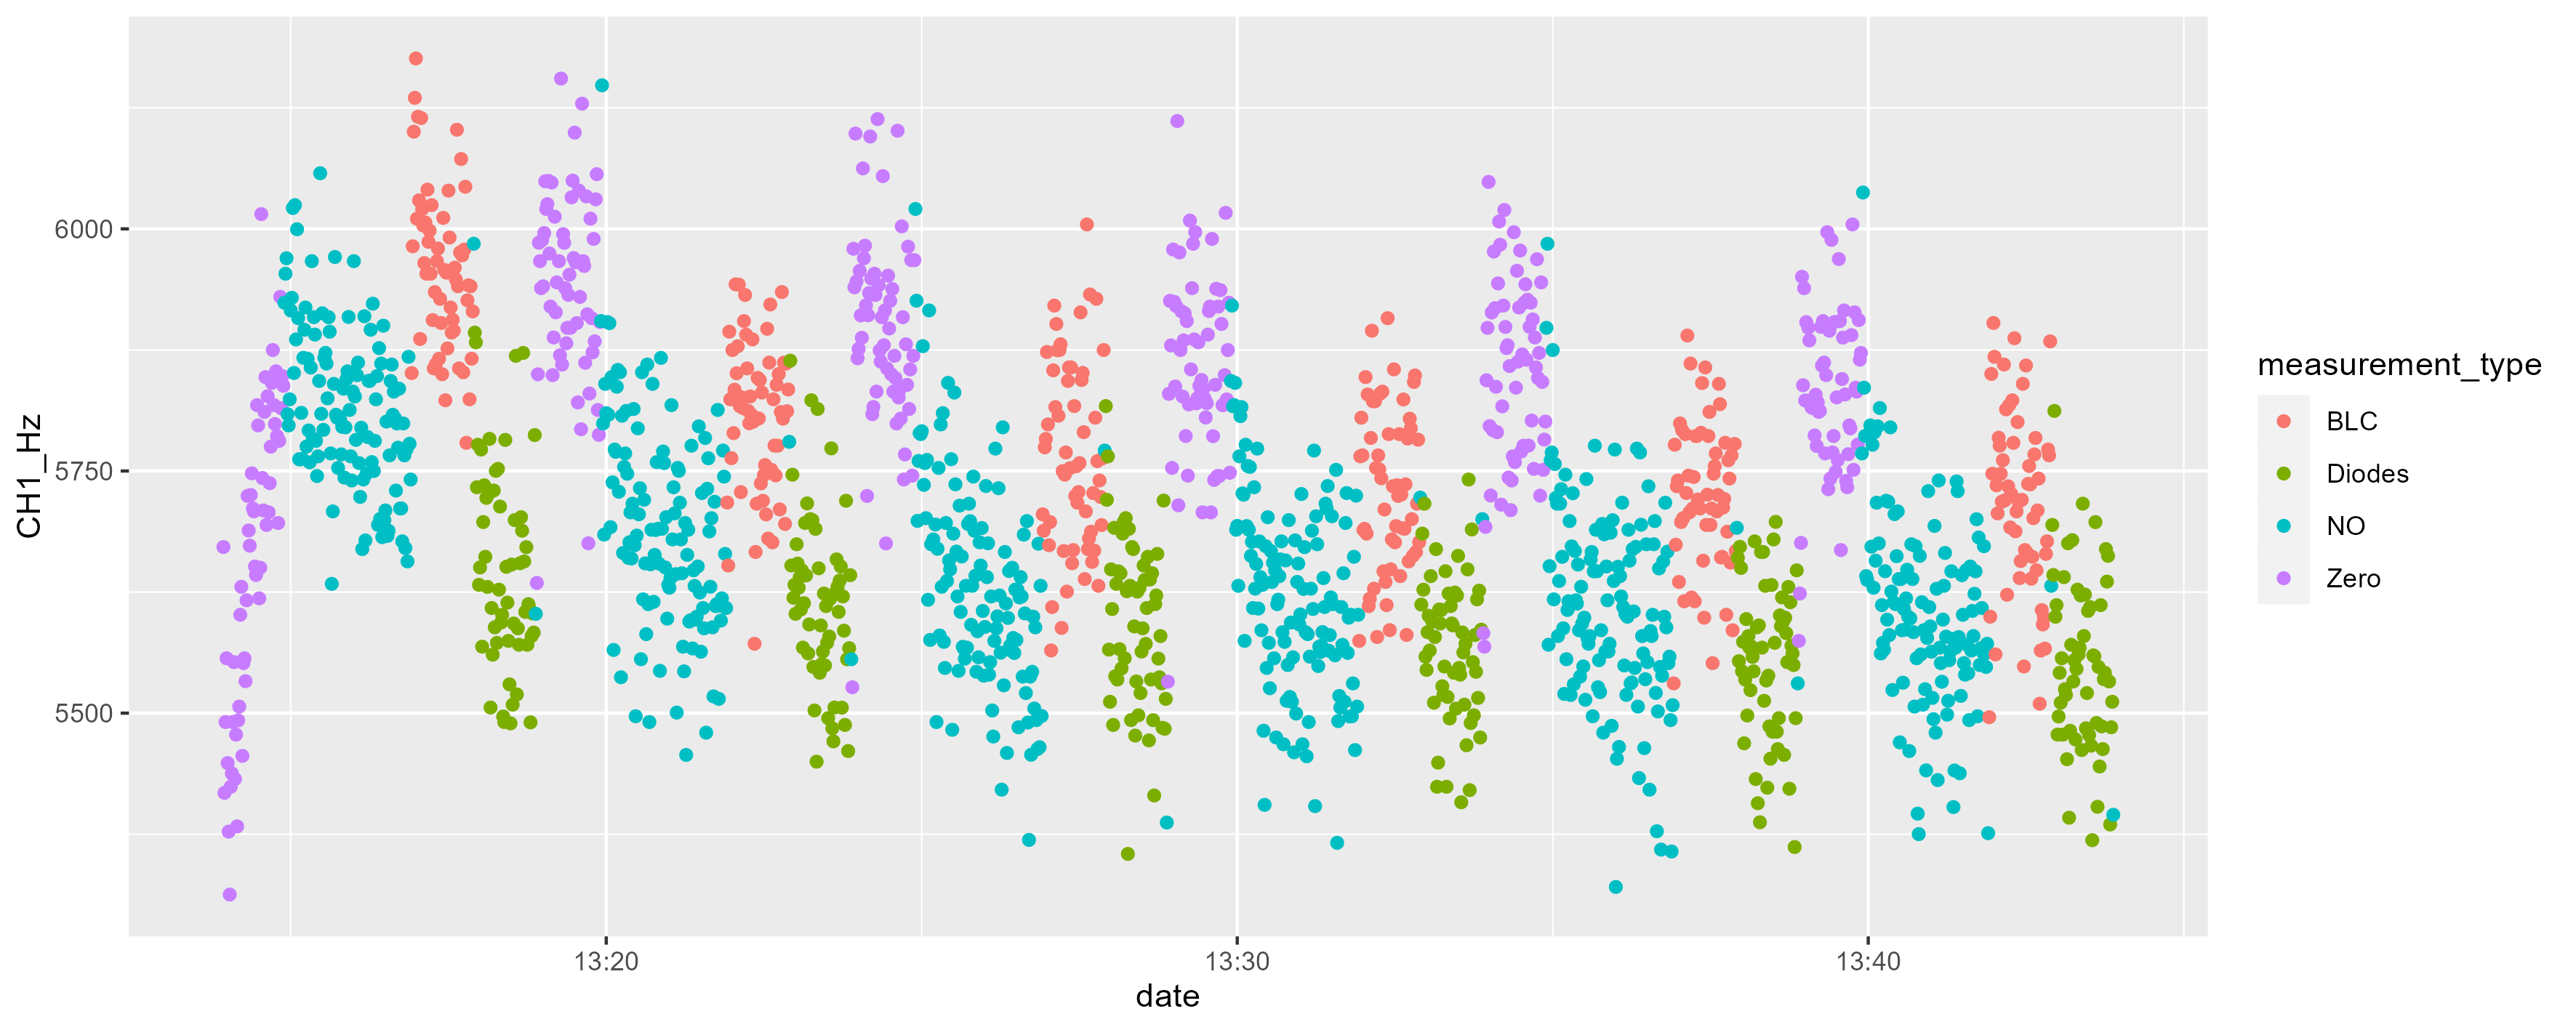 CH1_Hz
6000
5750
5500
13:20
13:30
13:40
date
measurement_type
BLC
Diodes
NO
Zero